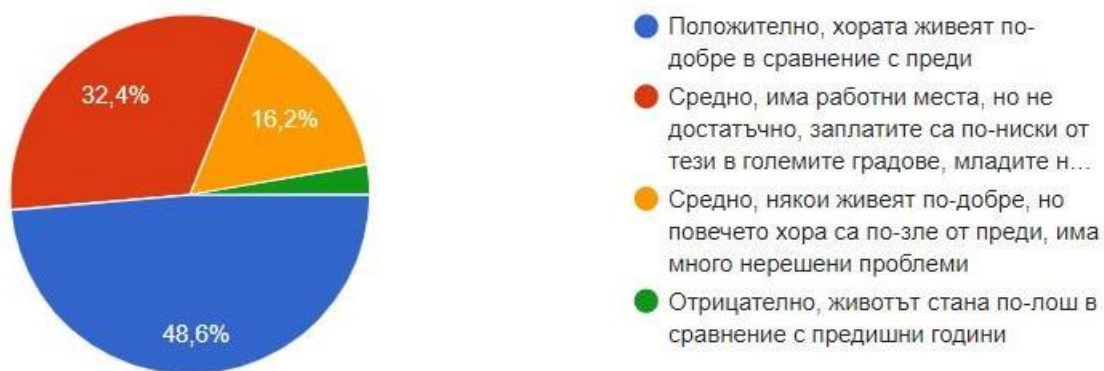 32,4%
16,2%
48,6%
Положително, хората живеят по-
добре в сравнение с преди
Средно, има работни места, но не
достатъчно, заплатите са по-ниски от
тези в големите градове, младите н...
Средно, някои живеят по-добре, но
повечето хора са по-зле от преди, има
много нерешени проблеми
Отрицателно, животът стана по-лош в
сравнение с предишни години